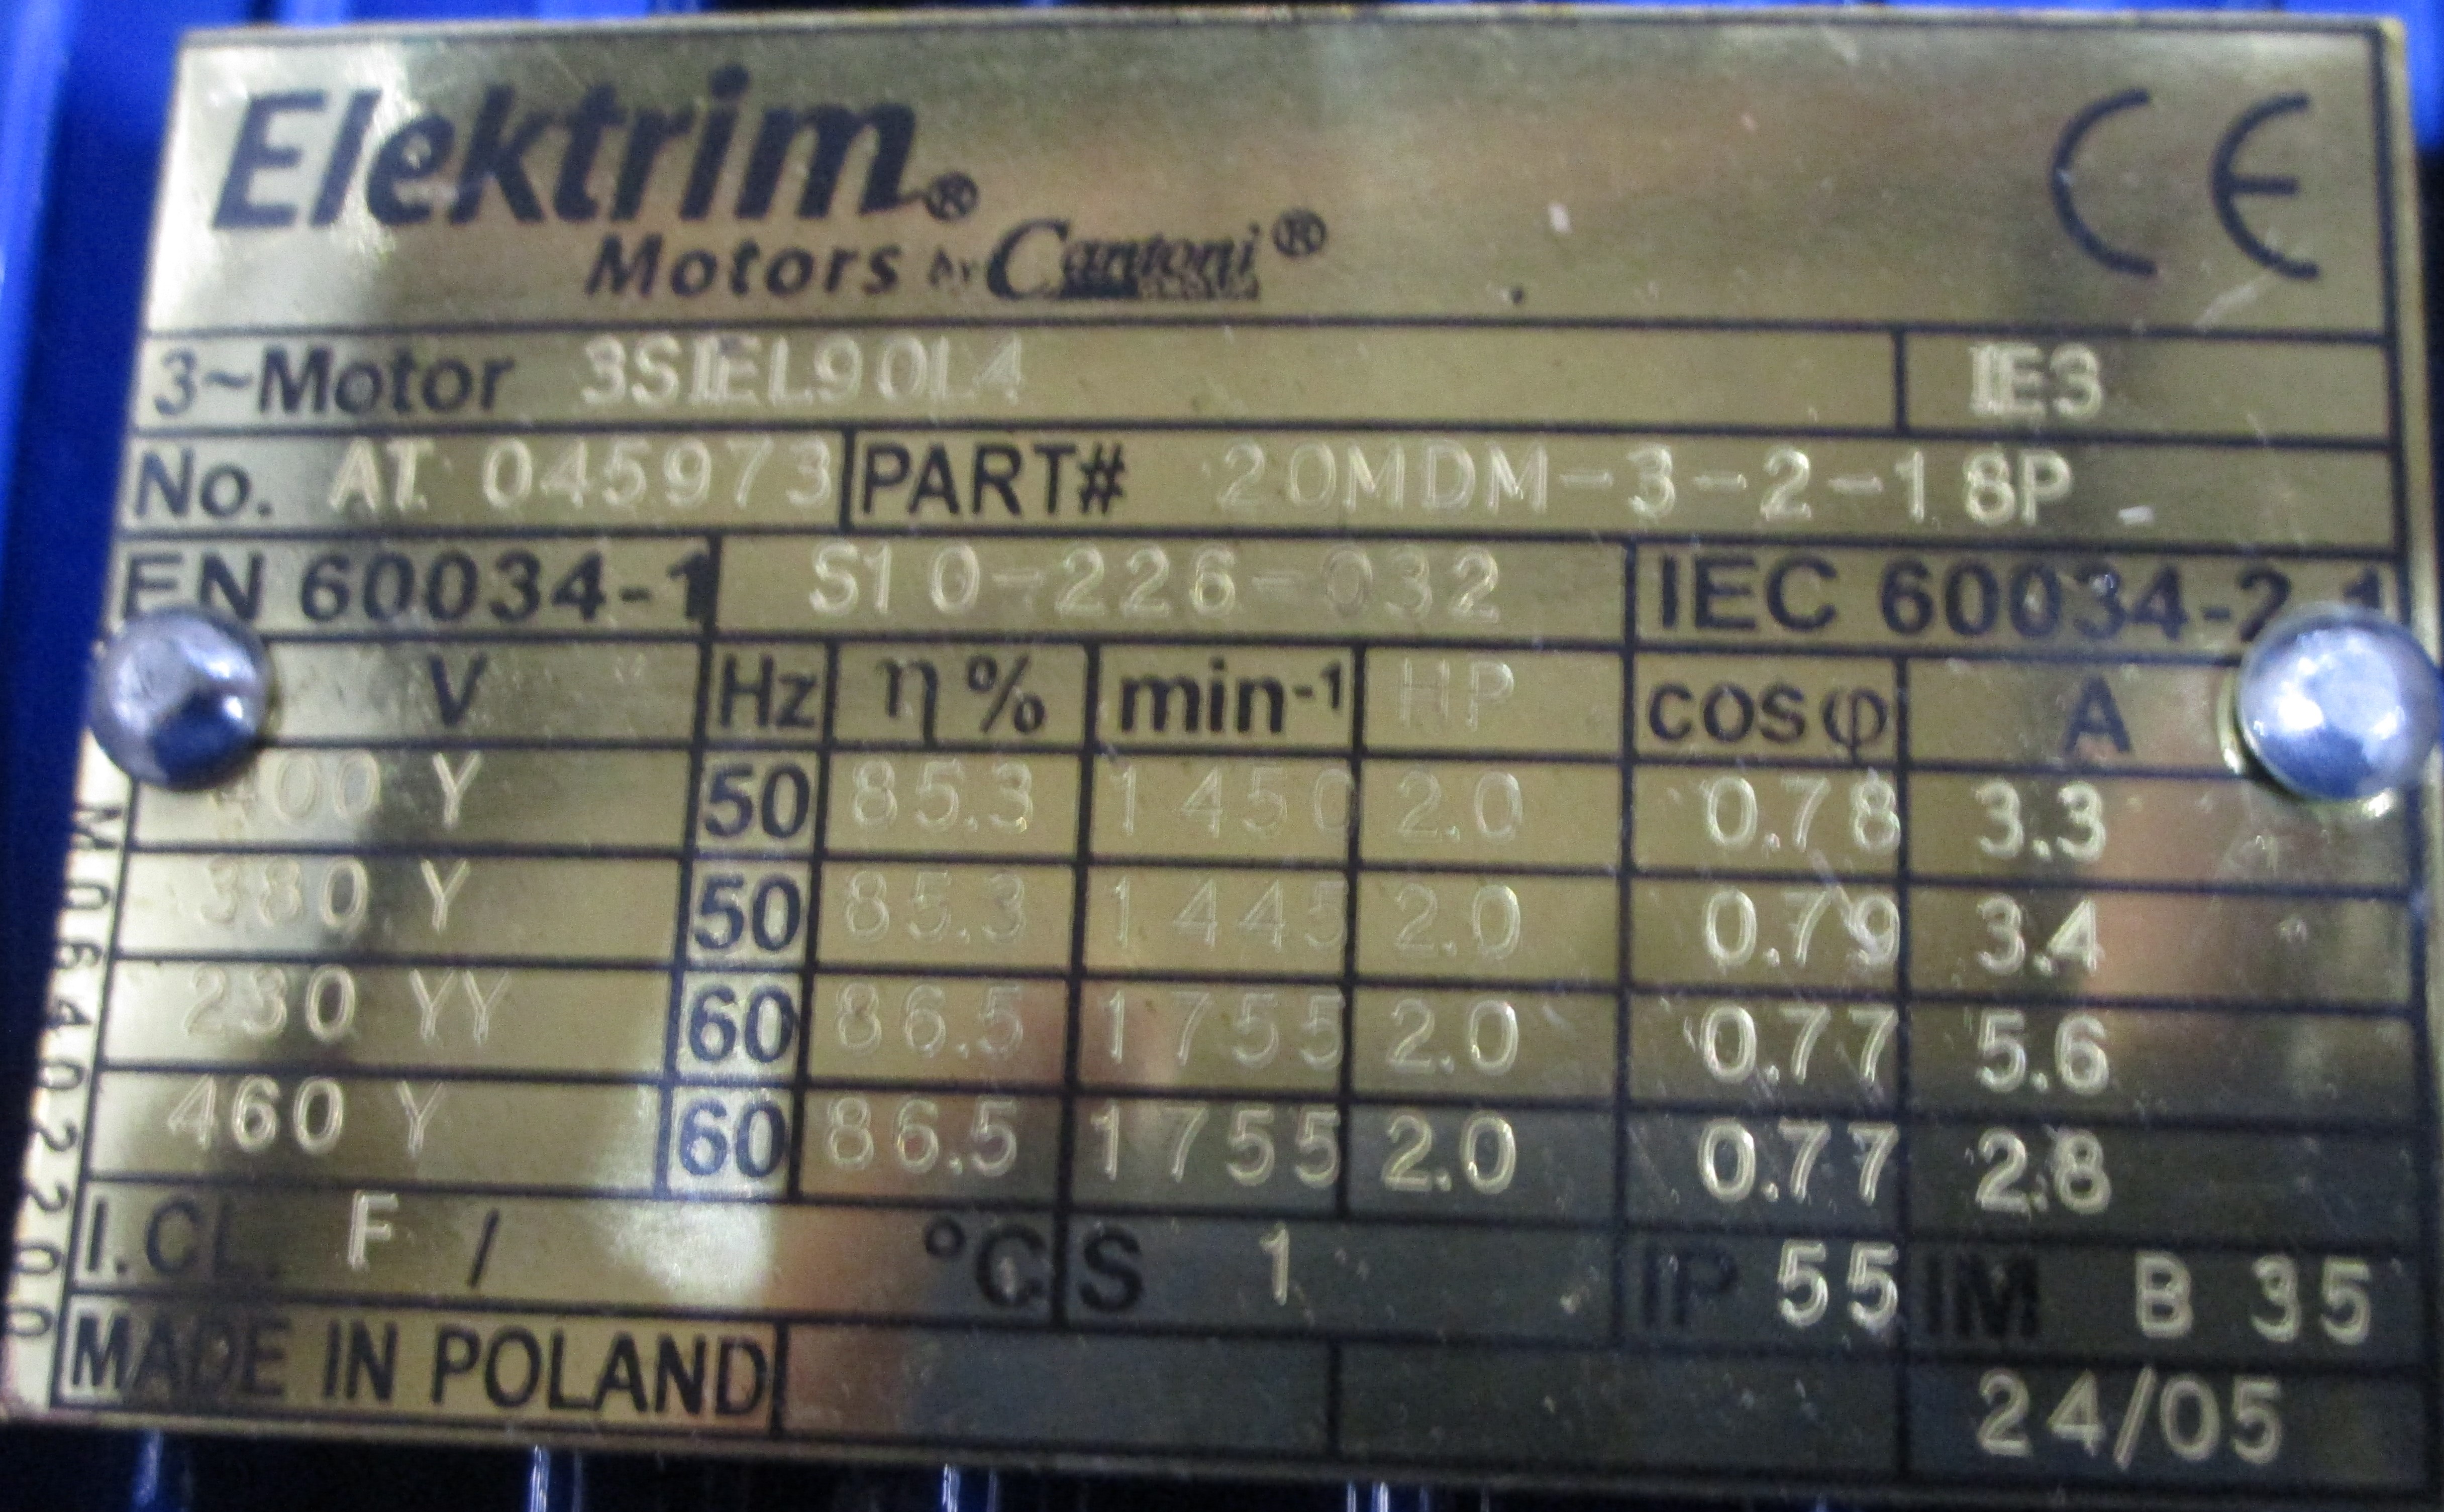 Elektrim®
Motors by Cantoni®
CE
3~Motor 3SIEL90L4 IE3
No. AT 045973 PART# 20MDM-3-2-18P
EN 60034-1 S10-226-032 IEC 60034-2-1
V Hz η% min-1 HP cosφ A
400 Y 50 85.3 1450 2.0 0.78 3.3
380 Y 50 85.3 1445 2.0 0.79 3.4
230 YY 60 86.5 1755 2.0 0.77 5.6
460 Y 60 86.5 1755 2.0 0.77 2.8
I.CL. F / °C S 1 IP 55 IM B 35
MADE IN POLAND 24/05
M06402200